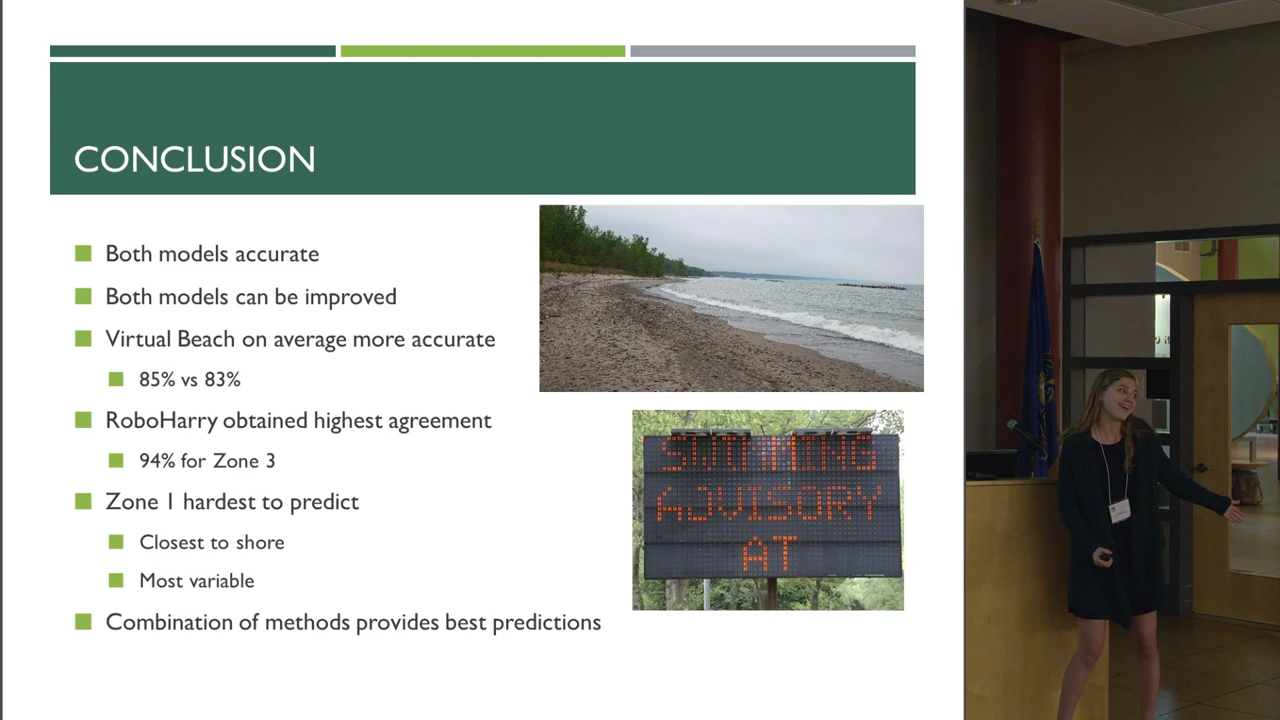 CONCLUSION
Both models accurate
Both models can be improved
Virtual Beach on average more accurate
85% vs 83%
RoboHarry obtained highest agreement
94% for Zone 3
Zone 1 hardest to predict
Closest to shore
Most variable
Combination of methods provides best predictions
SWIMMING
ADVISORY
AT